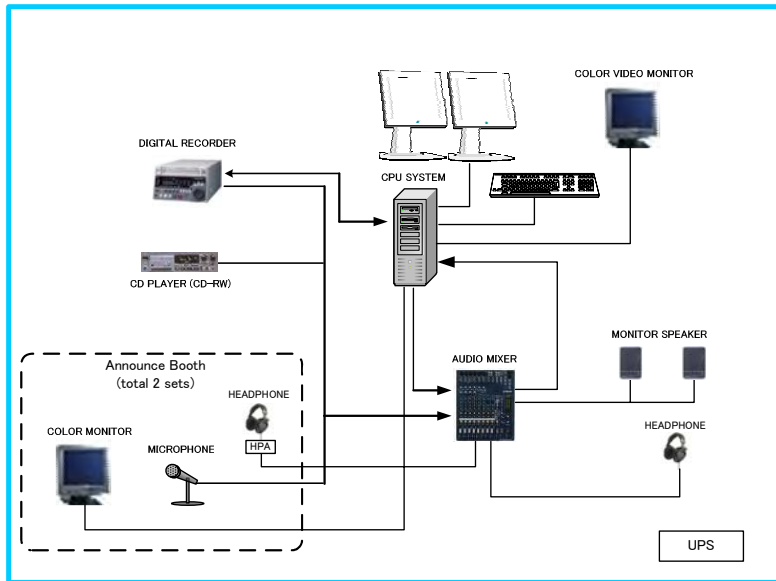 COLOR VIDEO MONITOR
DIGITAL RECORDER
CPU SYSTEM
CD PLAYER (CD-RW)
MONITOR SPEAKER
AUDIO MIXER
Announce Booth
(total 2 sets)
HEADPHONE
HEADPHONE
COLOR MONITOR
MICROPHONE
HPA
UPS